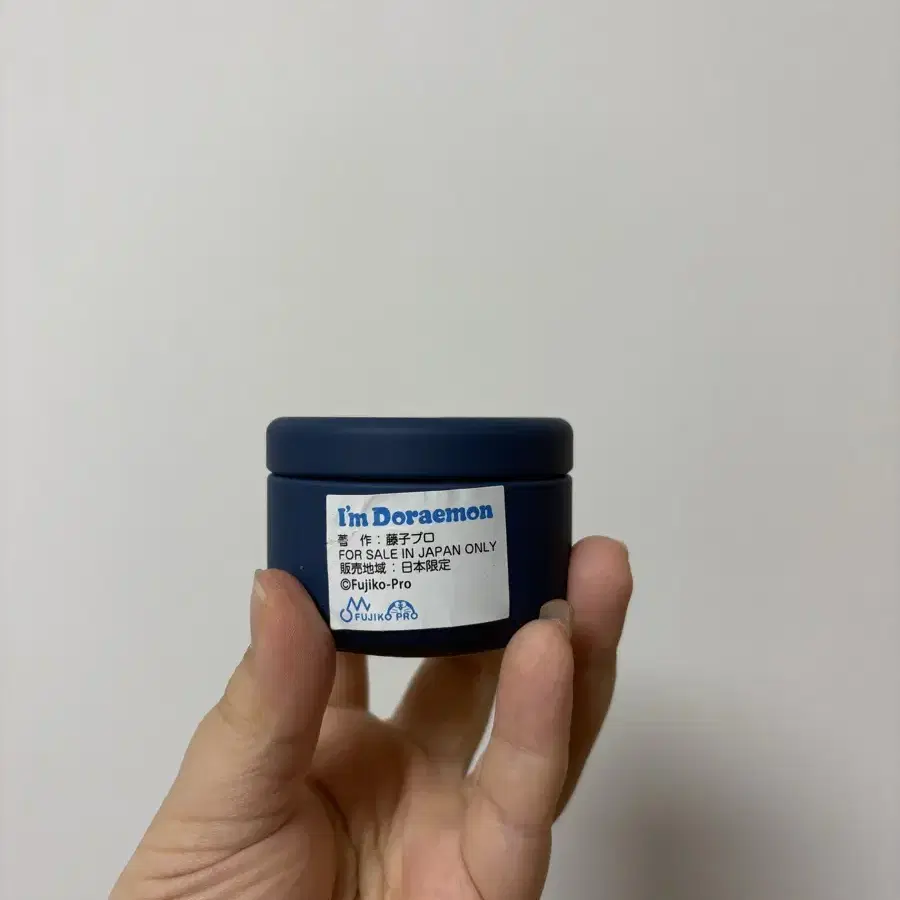 I'm Doraemon
著 作 : 藤子プロ
FOR SALE IN JAPAN ONLY
販売地域 : 日本限定
©Fujiko-Pro
FUJIKO PRO